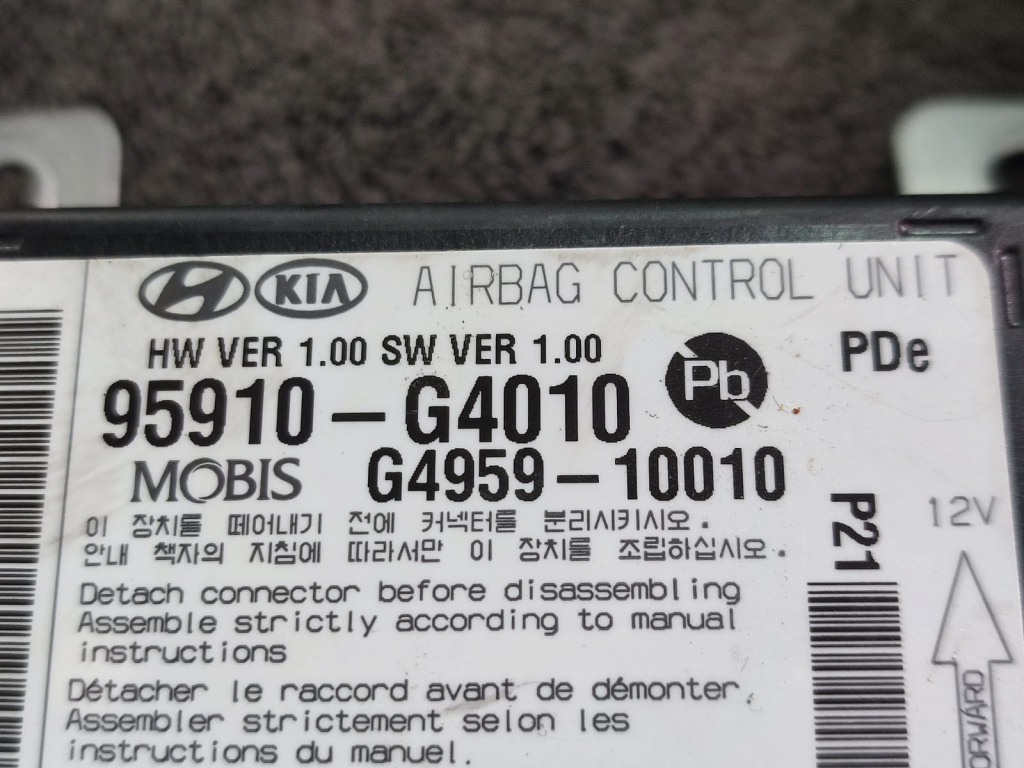 KIA AIRBAG CONTROL UNIT
HW VER 1.00 SW VER 1.00
PDe
95910-G4010
Pb
MOBIS G4959-10010
이 장치를 떼어내기 전에 커넥터를 분리시키시오.
안내 책자의 지침에 따라서만 이 장치를 조립하십시오.
P21
12V
Detach connector before disassembling
Assemble strictly according to manual
instructions
FORWARD
Détacher le raccord avant de démonter.
Assembler strictement selon les
instructions du manuel.